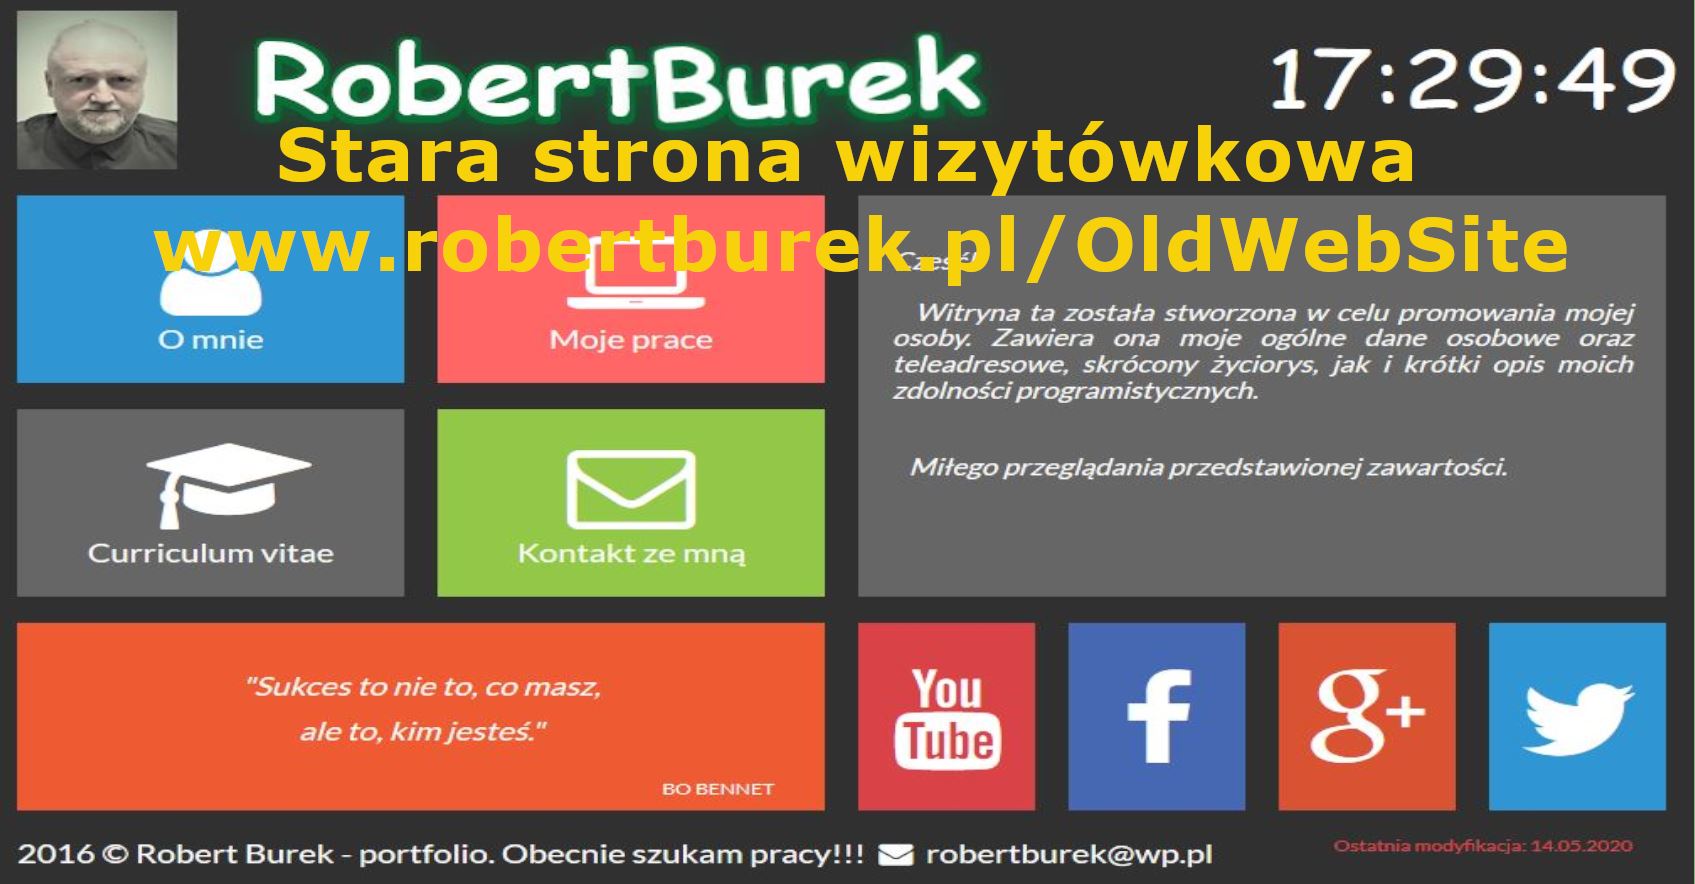 RobertBurek
17:29:49
Stara strona wizytówkowa
www.robertburek.pl/OldWebSite
O mnie
Moje prace
Cześć!
Witryna ta została stworzona w celu promowania mojej
osoby. Zawiera ona moje ogólne dane osobowe oraz
teleadresowe, skrócony życiorys, jak i krótki opis moich
zdolności programistycznych.
Miłego przeglądania przedstawionej zawartości.
Curriculum vitae
Kontakt ze mną
"Sukces to nie to, co masz,
ale to, kim jesteś."
BO BENNET
You
Tube
f
g+
2016 © Robert Burek - portfolio. Obecnie szukam pracy!!! robertburek@wp.pl
Ostatnia modyfikacja: 14.05.2020